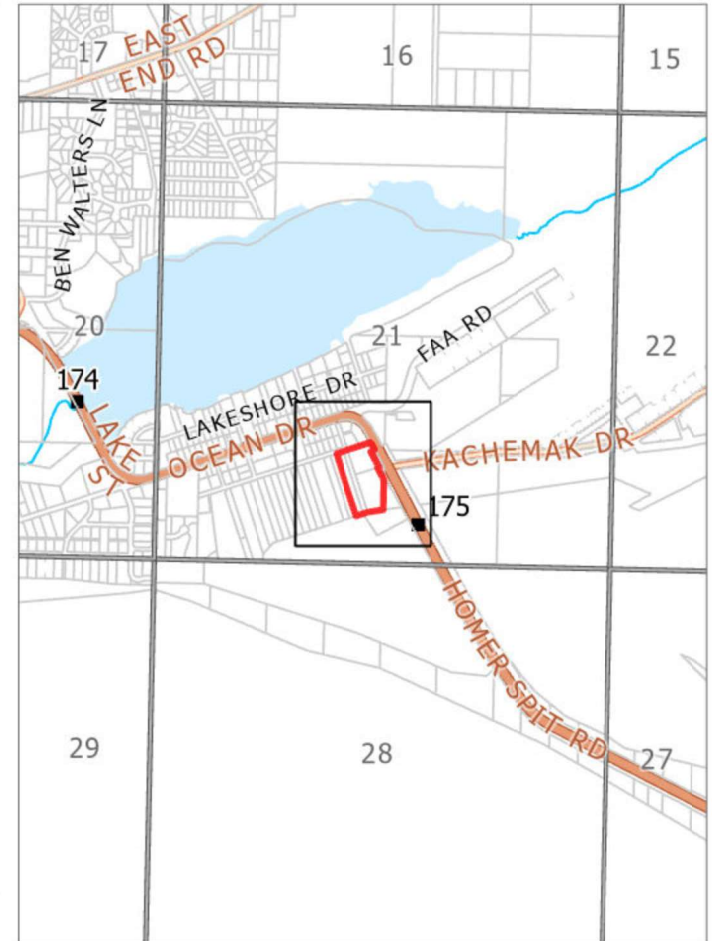 17
EAST
END RD
16
15
BEN WALTERS LN
20
21
FAA RD
22
174
LAKESHORE DR
LAKE
ST
OCEAN DR
KACHEMAK DR
175
HOMER SPIT RD
29
28
27